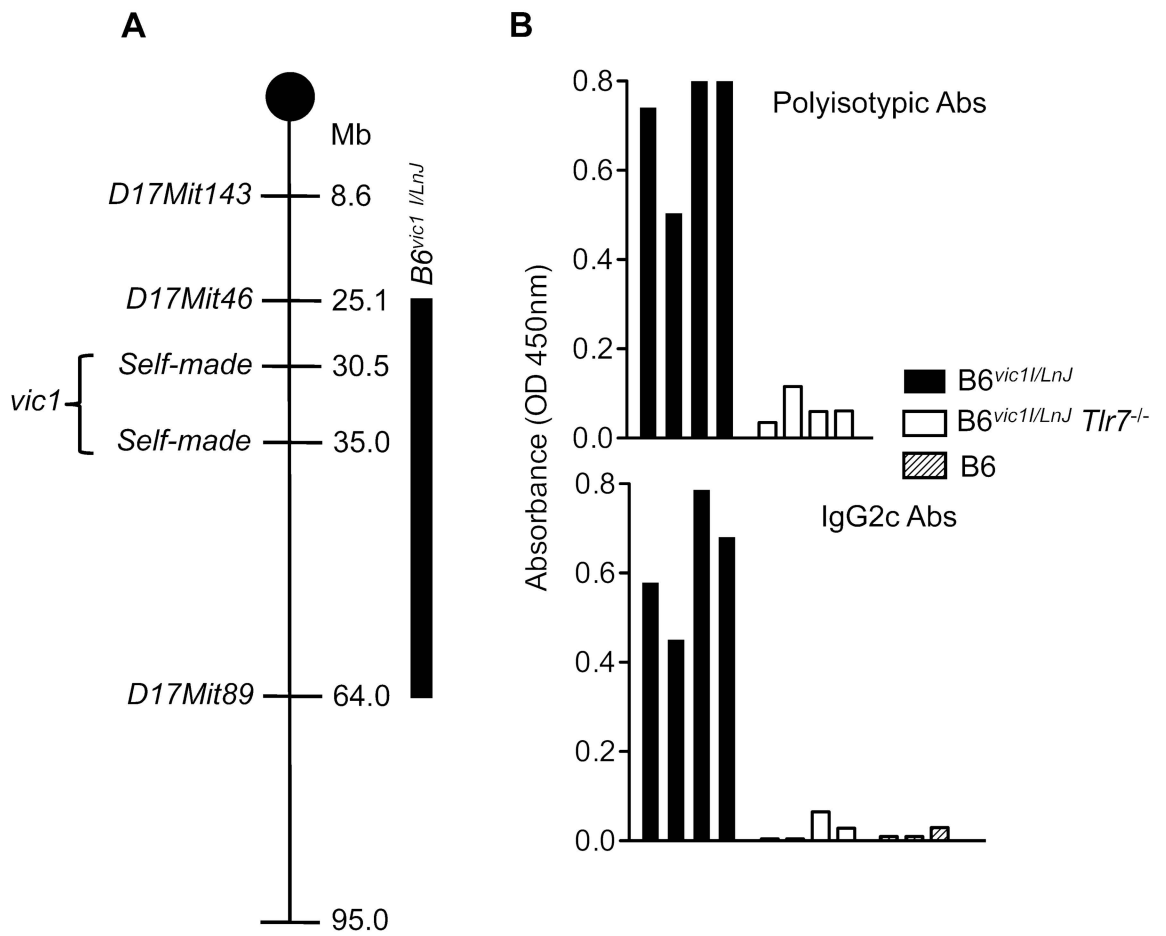 A
Mb
B6vic1 I/LnJ
D17Mit143 8.6
D17Mit46 25.1
Self-made 30.5
vic1
Self-made 35.0
D17Mit89 64.0
95.0
B
Absorbance (OD 450nm)
Polyisotypic Abs
0.8
0.6
0.4
0.2
0.0
B6vic1I/LnJ
B6vic1I/LnJ Tlr7-/-
B6
IgG2c Abs
0.8
0.6
0.4
0.2
0.0